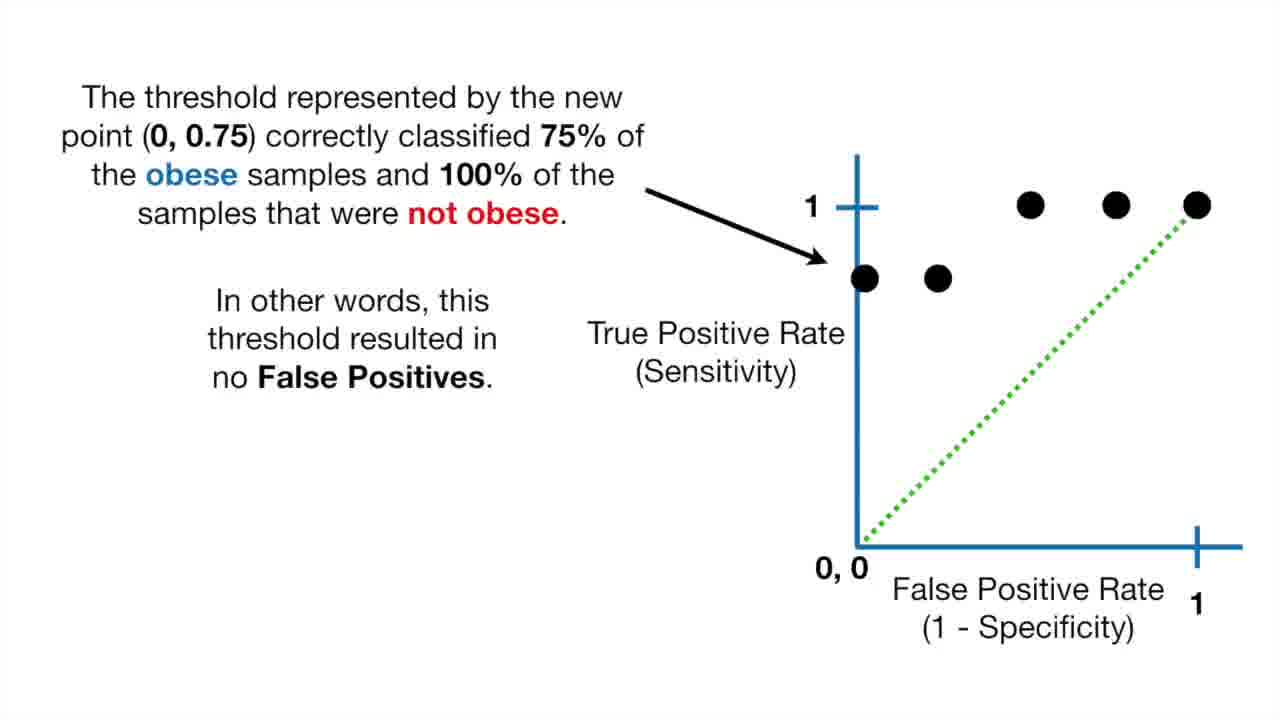 The threshold represented by the new
point (0, 0.75) correctly classified 75% of
the obese samples and 100% of the
samples that were not obese.
In other words, this
threshold resulted in
no False Positives.
1
True Positive Rate
(Sensitivity)
0, 0
False Positive Rate
(1 - Specificity)
1